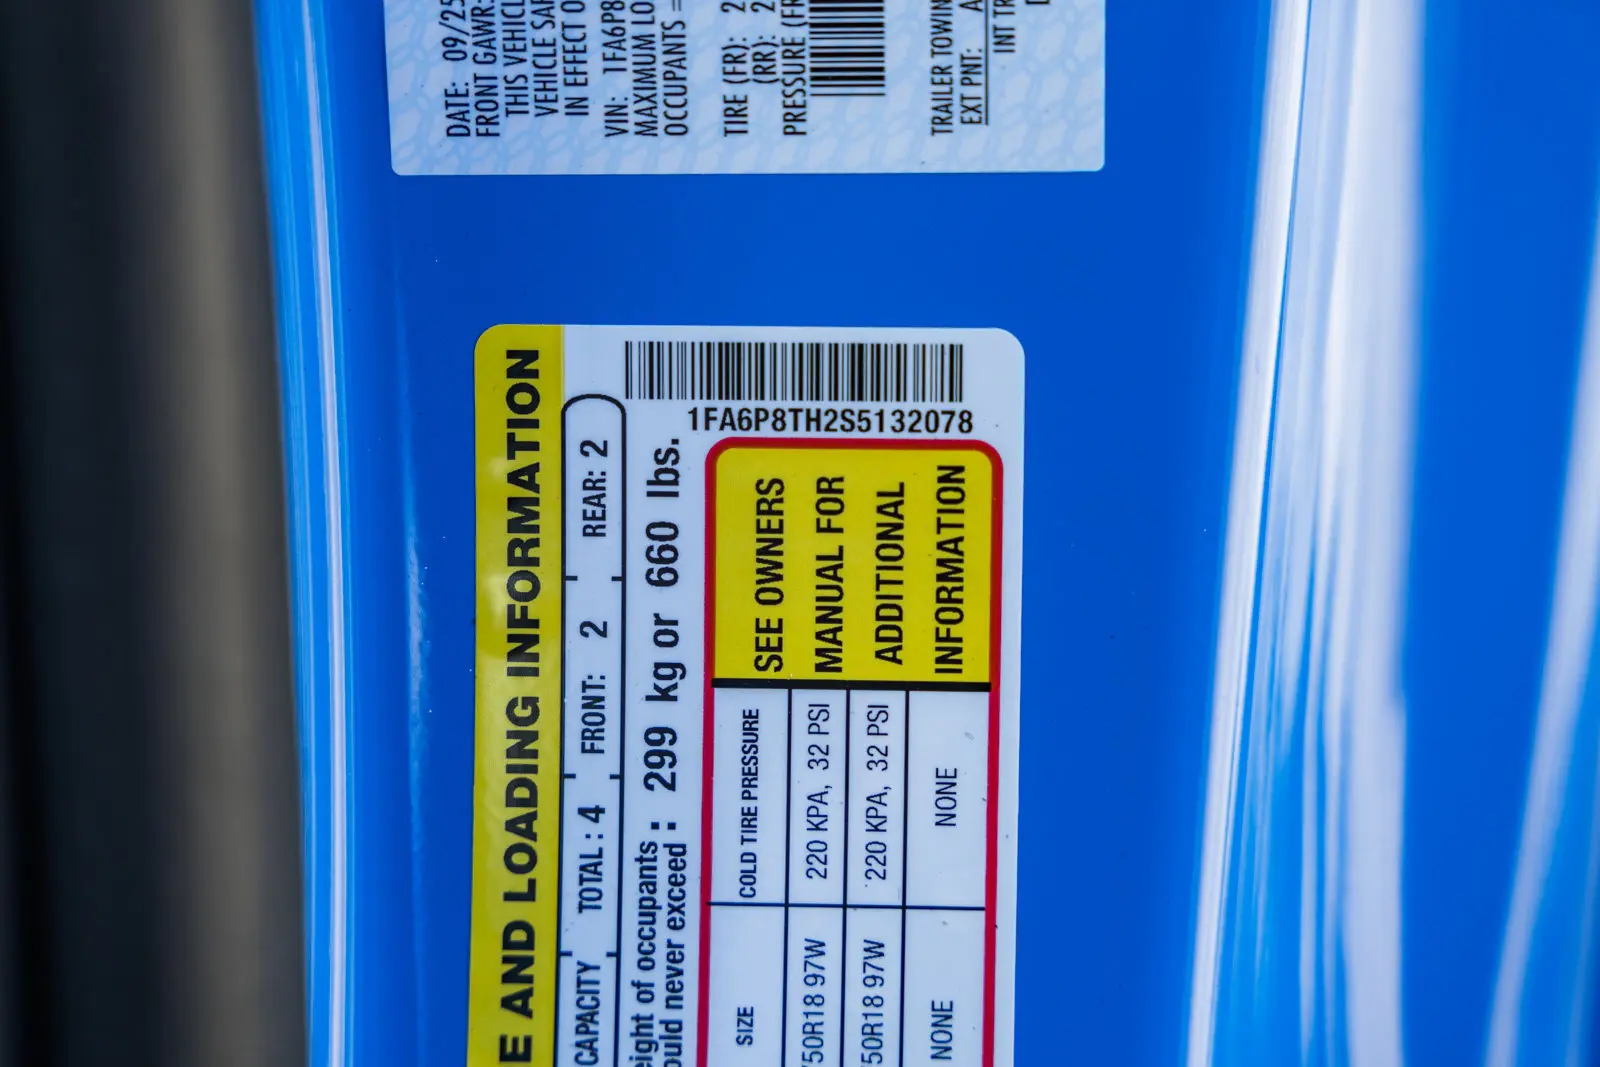 DATE: 09/25
FRONT GAWR:
THIS VEHICL
VEHICLE SAF
IN EFFECT O
VIN: 1FA6P8
MAXIMUM LO
OCCUPANTS =
TIRE (FR): 2
(RR): 2
PRESSURE (FR
TRAILER TOWIN
EXT PNT: A
INT TR
1FA6P8TH2S5132078
E AND LOADING INFORMATION
CAPACITY TOTAL : 4 FRONT: 2 REAR: 2
eight of occupants :
ould never exceed : 299 kg or 660 lbs.
SIZE COLD TIRE PRESSURE
50R18 97W 220 KPA, 32 PSI
50R18 97W 220 KPA, 32 PSI
NONE NONE
SEE OWNERS
MANUAL FOR
ADDITIONAL
INFORMATION